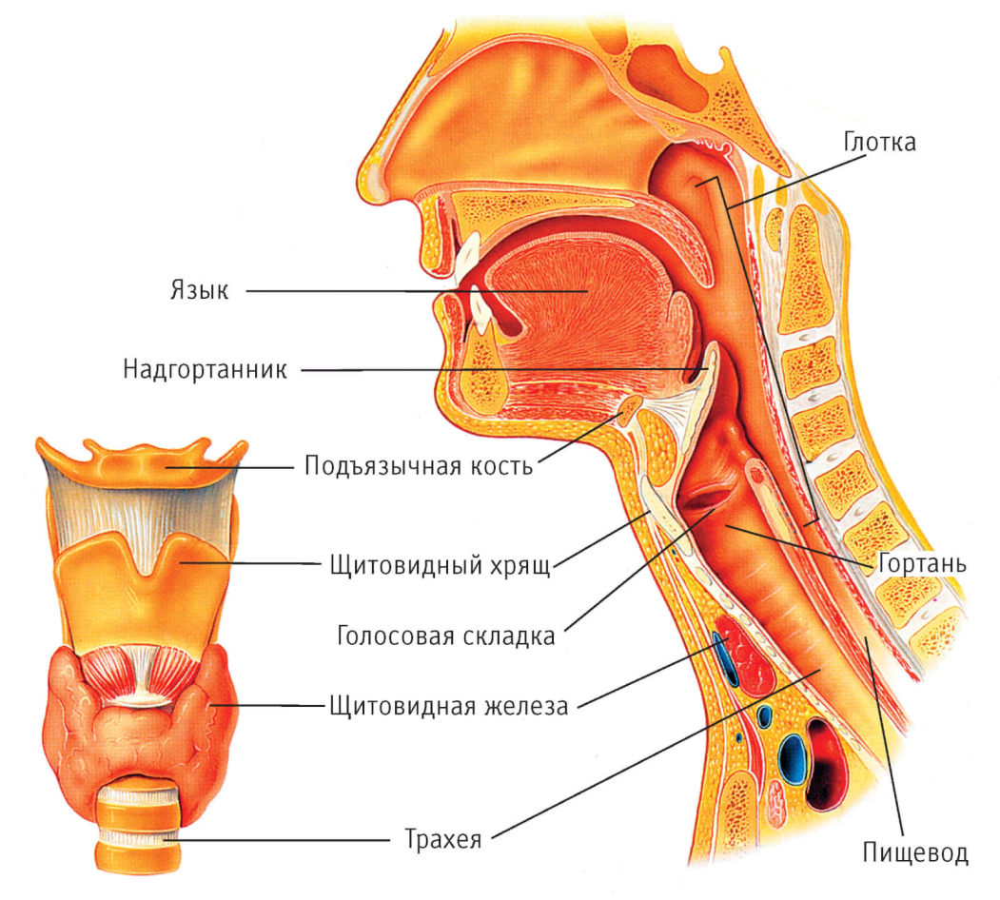 Глотка
Язык
Надгортанник
Подъязычная кость
Щитовидный хрящ
Гортань
Голосовая складка
Щитовидная железа
Трахея
Пищевод